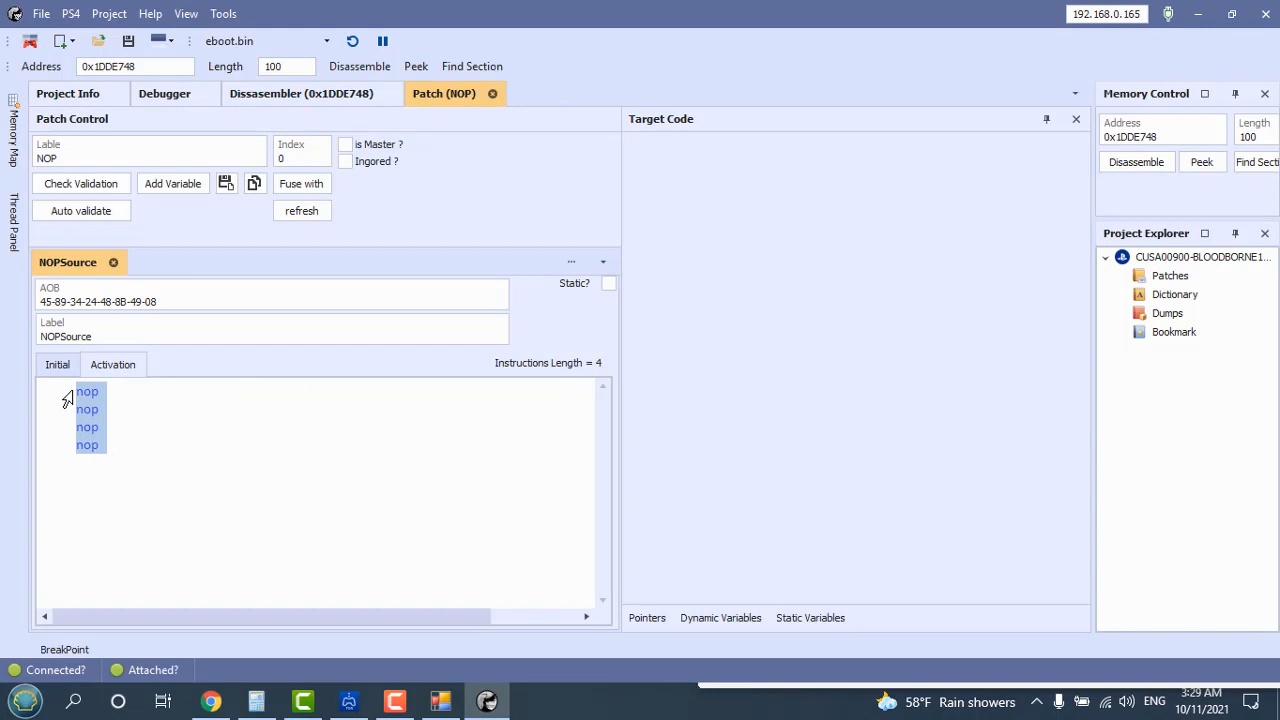 File PS4 Project Help View Tools 192.168.0.165
eboot.bin
Address 0x1DDE748 Length 100 Disassemble Peek Find Section
Project Info Debugger Dissasembler (0x1DDE748) Patch (NOP)
Memory Map
Thread Panel
Patch Control
Lable
NOP
Index
0
is Master ?
Ingored ?
Check Validation Add Variable Fuse with
Auto validate refresh
NOPSource
AOB
45-89-34-24-48-8B-49-08
Static?
Label
NOPSource
Initial Activation Instructions Length = 4
nop
nop
nop
nop
Target Code
Pointers Dynamic Variables Static Variables
Memory Control
Address
0x1DDE748
Length
100
Disassemble Peek Find Secti
Project Explorer
CUSA00900-BLOODBORNE1...
Patches
Dictionary
Dumps
Bookmark
BreakPoint
Connected? Attached?
58°F Rain showers ENG
3:29 AM
10/11/2021